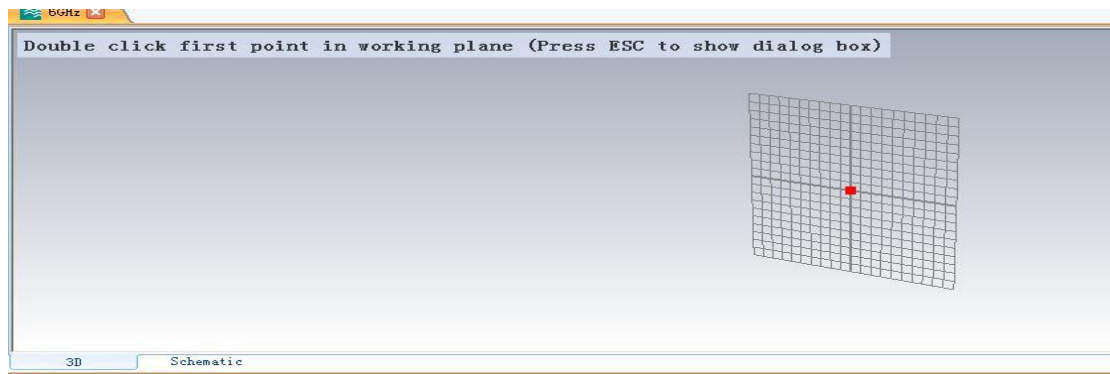 6GHz
Double click first point in working plane (Press ESC to show dialog box)
3D
Schematic